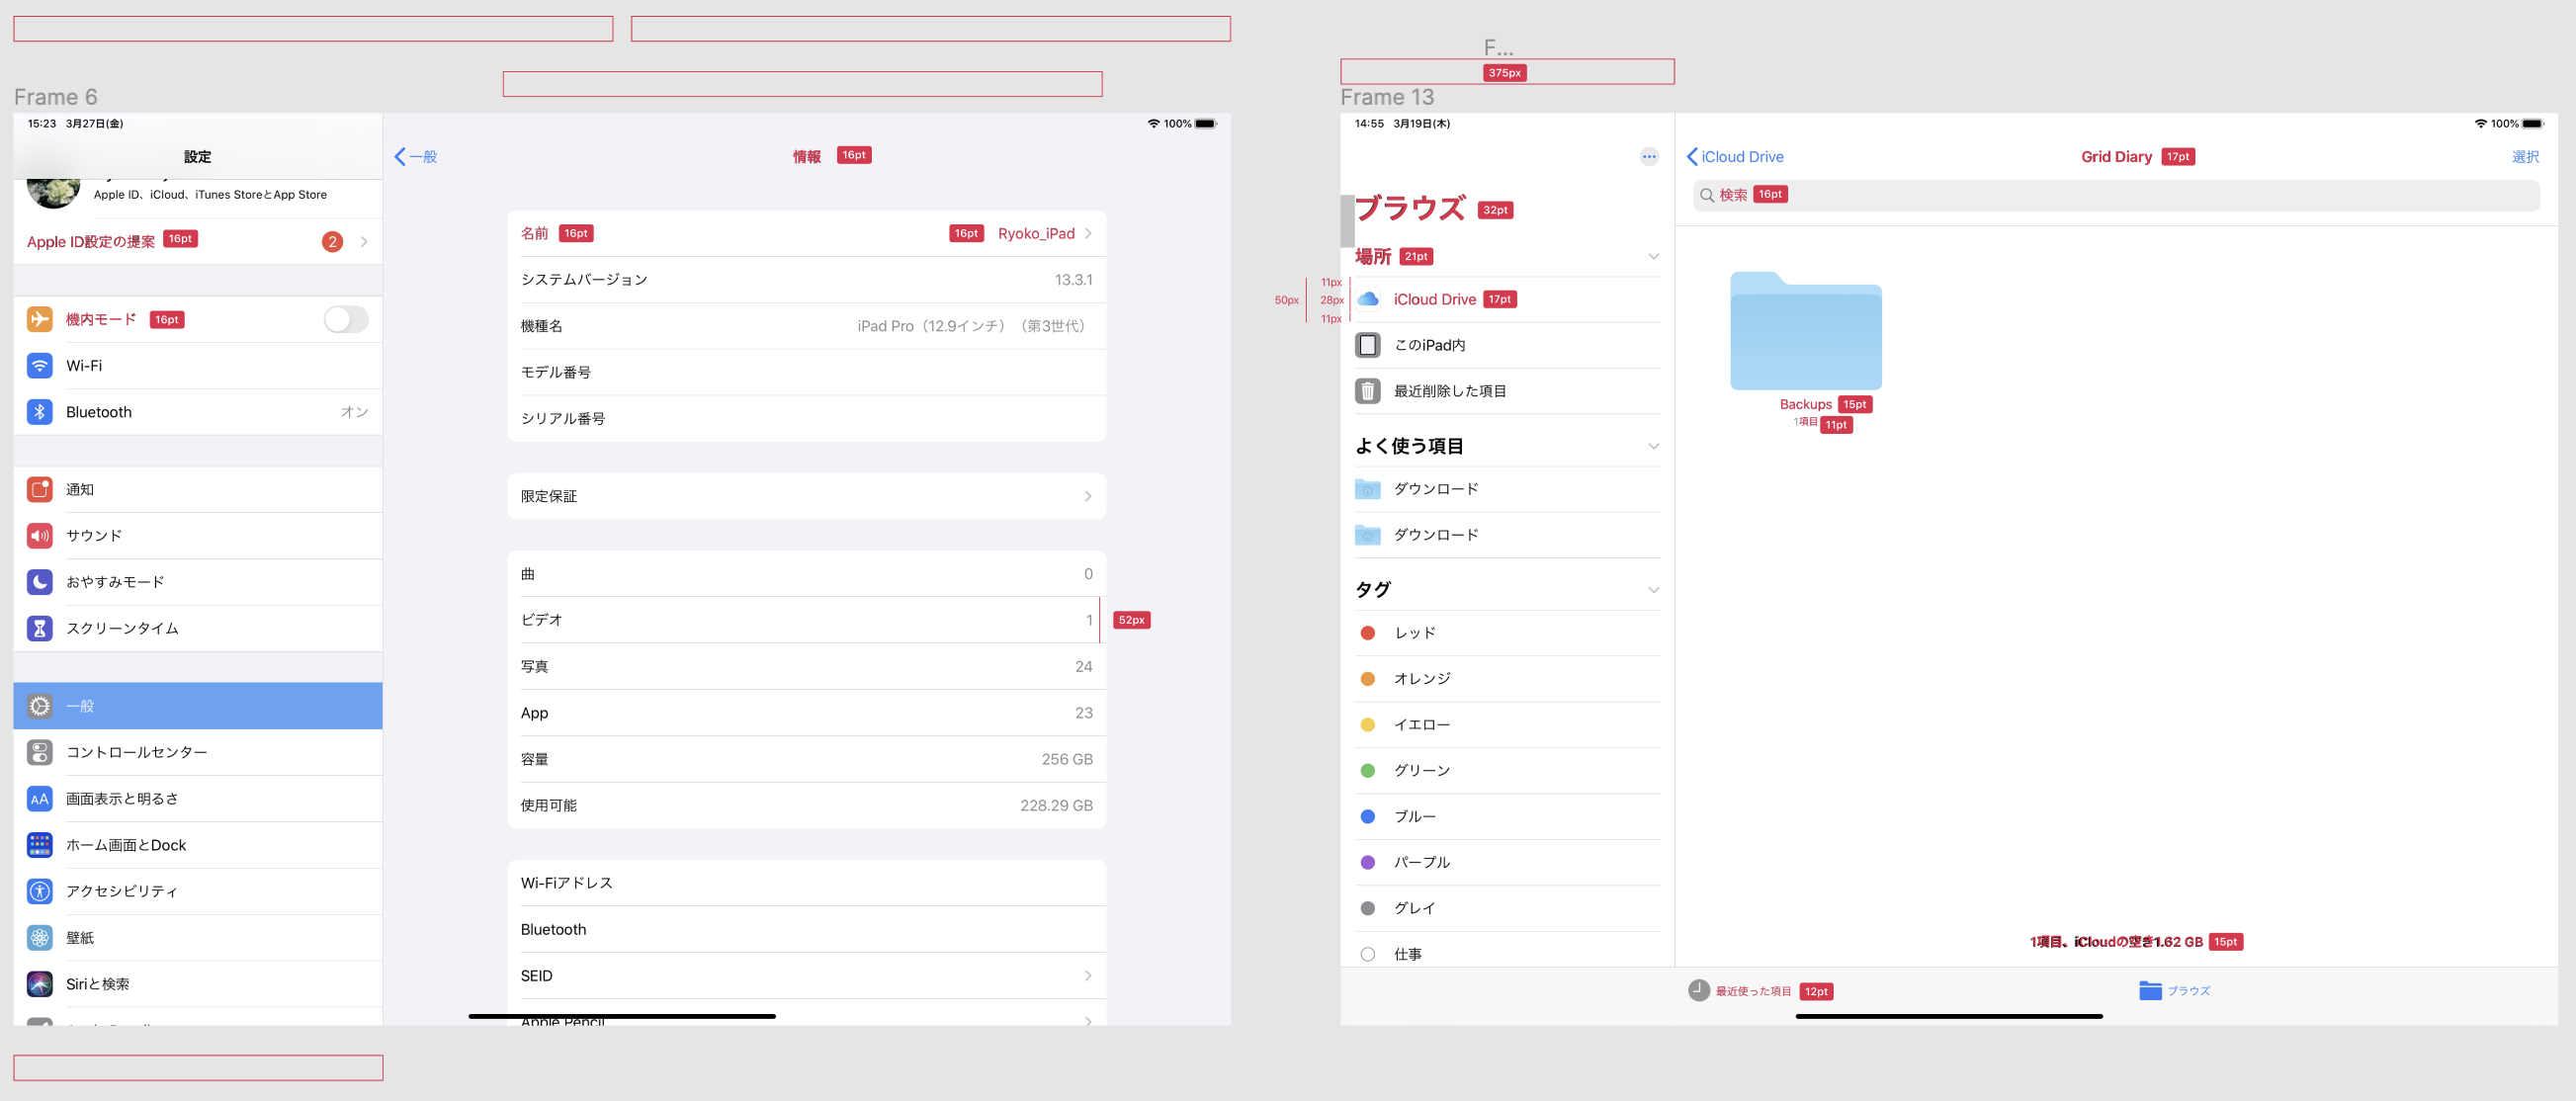 Frame 6
15:23 3月27日(金)
設定
Apple ID、iCloud、iTunes StoreとApp Store
Apple ID設定の提案 16pt 2
機内モード 16pt
Wi-Fi
Bluetooth オン
通知
サウンド
おやすみモード
スクリーンタイム
一般
コントロールセンター
画面表示と明るさ
ホーム画面とDock
アクセシビリティ
壁紙
Siriと検索
100%
一般 情報 16pt
名前 16pt 16pt Ryoko_iPad
システムバージョン 13.3.1
機種名 iPad Pro（12.9インチ）（第3世代）
モデル番号
シリアル番号
限定保証
曲 0
ビデオ 1 52px
写真 24
App 23
容量 256 GB
使用可能 228.29 GB
Wi-Fiアドレス
Bluetooth
SEID
Apple Pencil
F...
375px
Frame 13
14:55 3月19日(木)
ブラウズ 32pt
場所 21pt
50px
11px
28px
11px
iCloud Drive 17pt
このiPad内
最近削除した項目
よく使う項目
ダウンロード
ダウンロード
タグ
レッド
オレンジ
イエロー
グリーン
ブルー
パープル
グレイ
仕事
100%
iCloud Drive Grid Diary 17pt 選択
検索 16pt
Backups 15pt
1項目 11pt
1項目、iCloudの空き1.62 GB 15pt
最近使った項目 12pt
ブラウズ